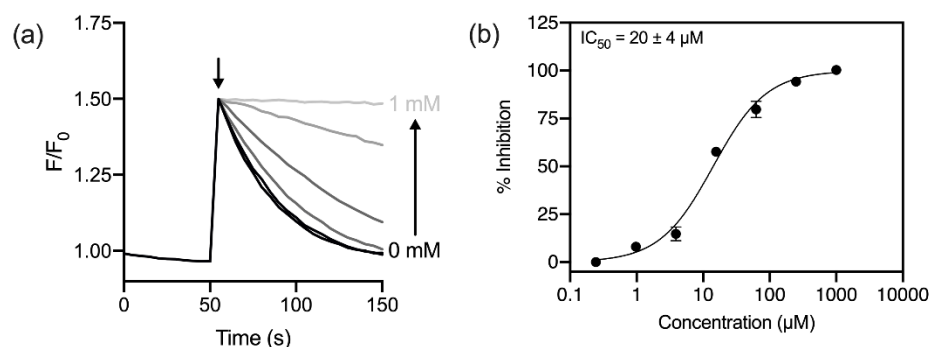 (a)
F/F0
1.75
1.50
1.25
1.00
0
50
100
150
Time (s)
1 mM
0 mM
(b)
IC50 = 20 ± 4 µM
% Inhibition
125
100
75
50
25
0
0.1
1
10
100
1000
10000
Concentration (µM)